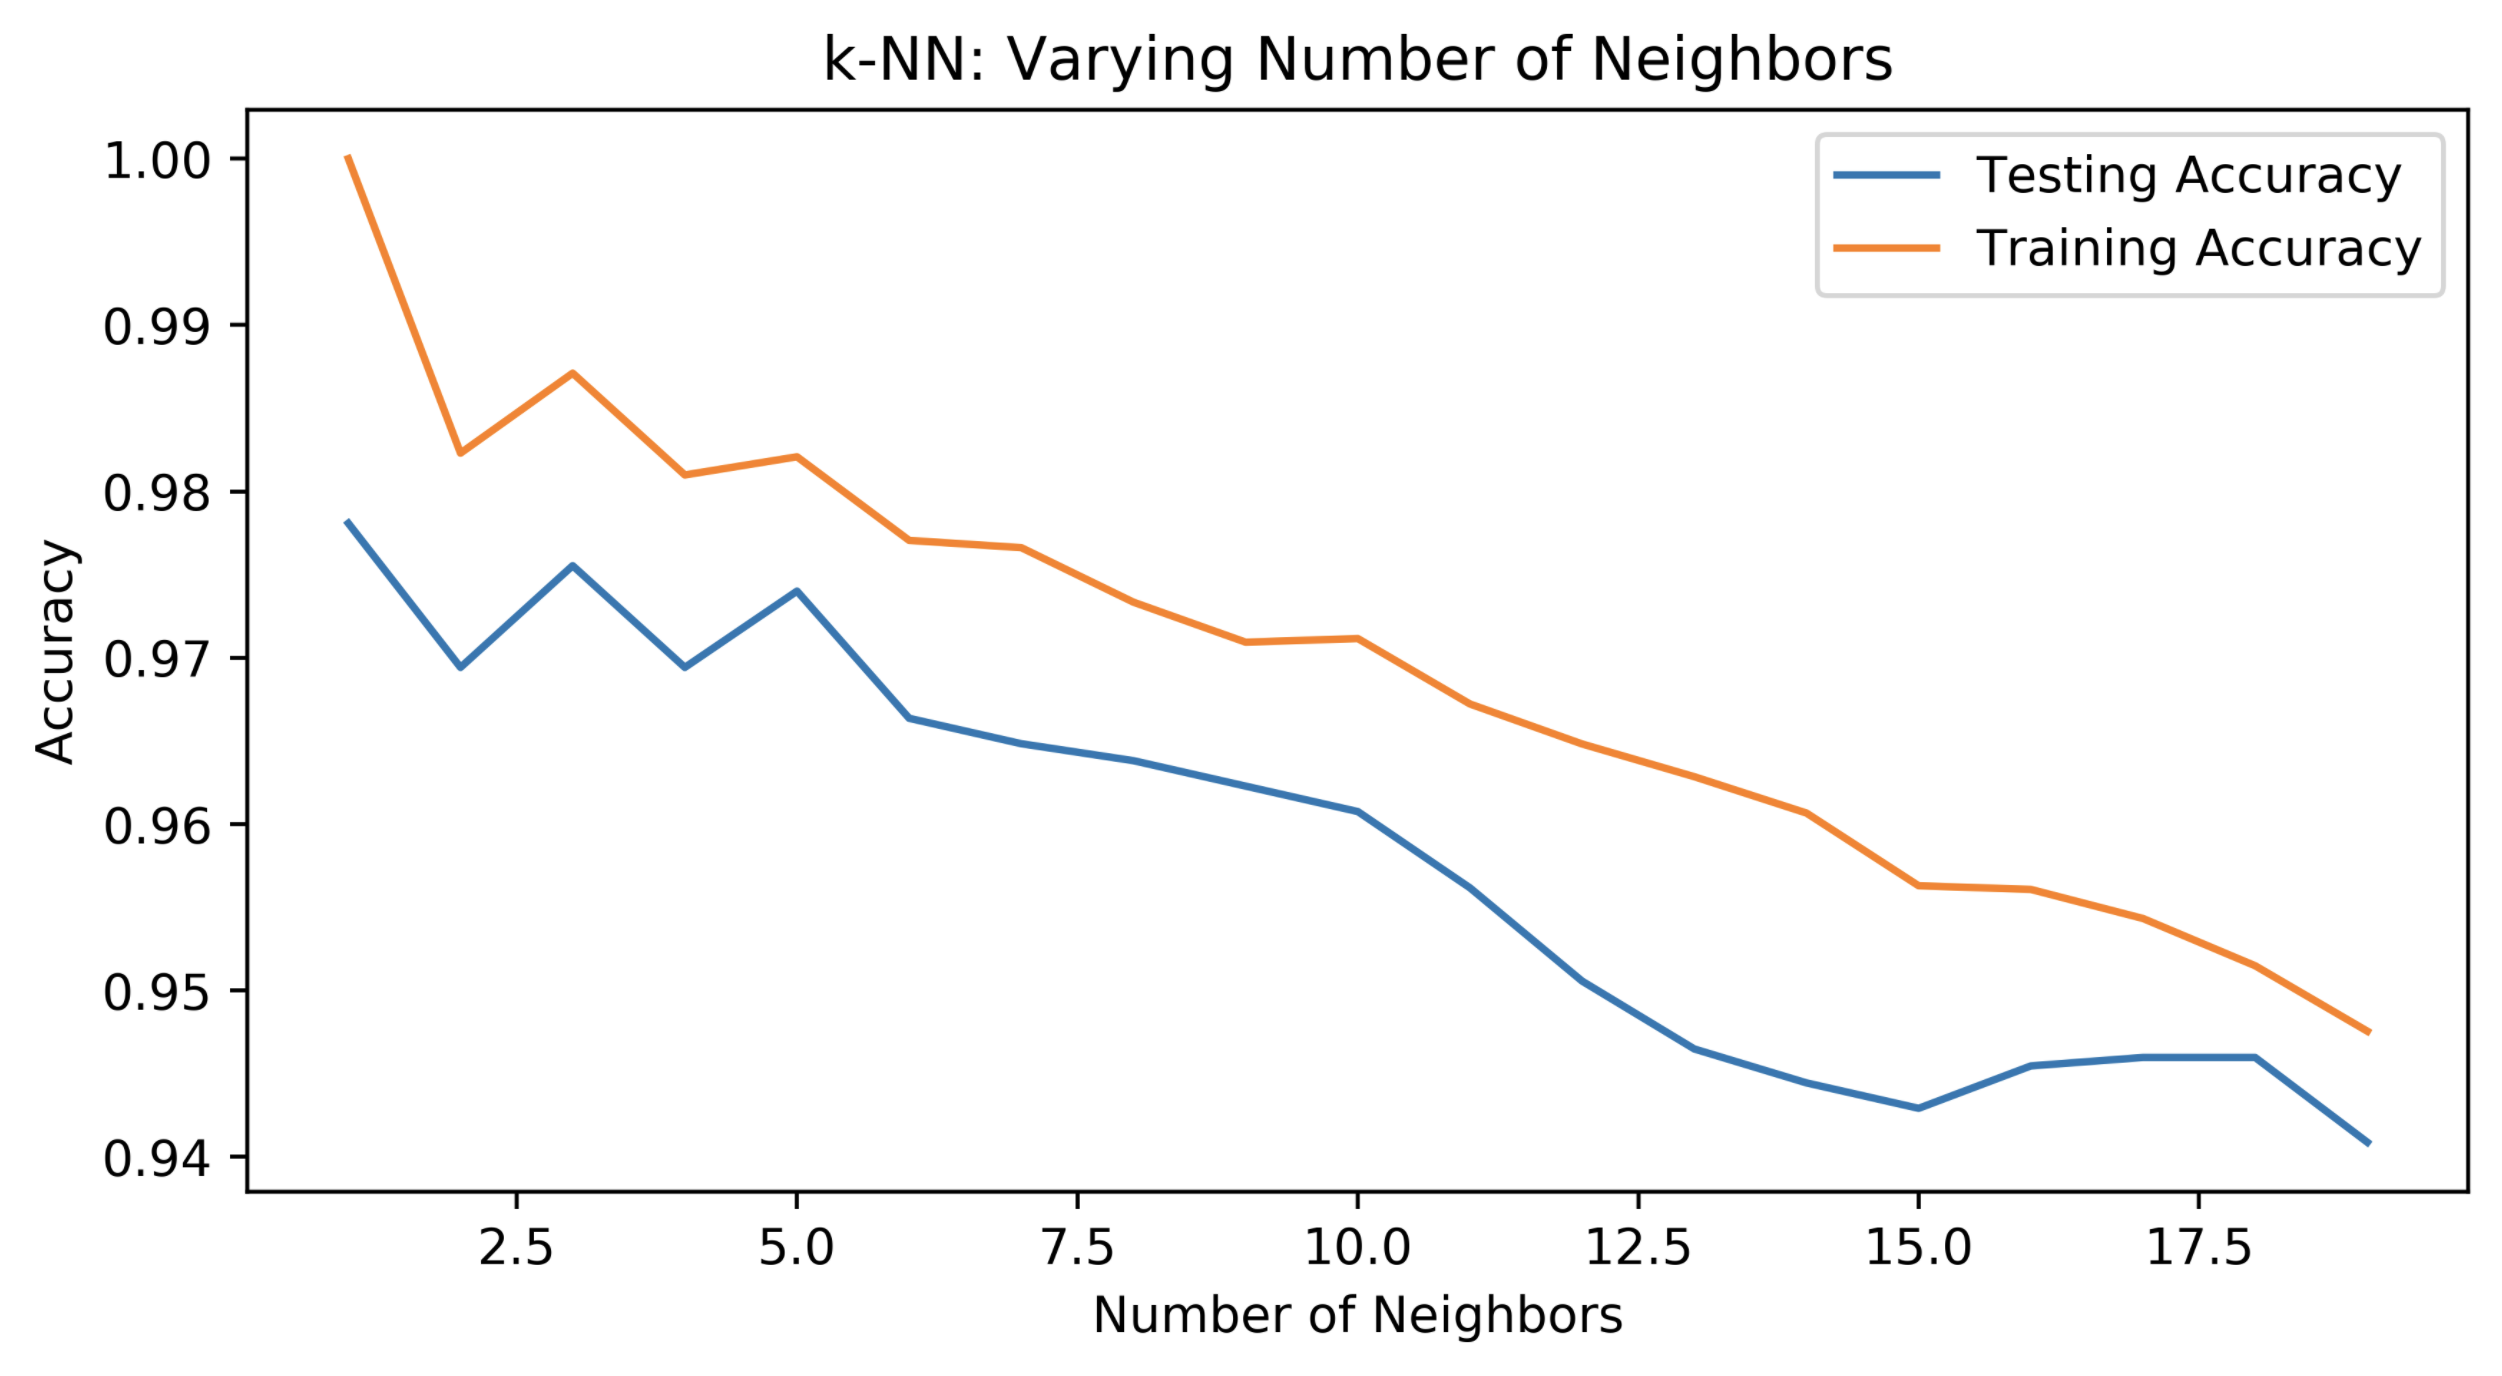 k-NN: Varying Number of Neighbors
Testing Accuracy
Training Accuracy
Accuracy
1.00
0.99
0.98
0.97
0.96
0.95
0.94
2.5 5.0 7.5 10.0 12.5 15.0 17.5
Number of Neighbors